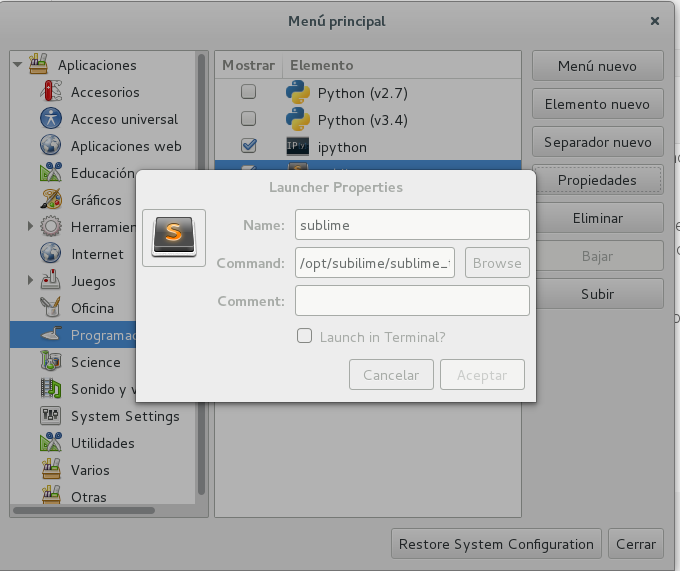 Menú principal
Aplicaciones
Accesorios
Acceso universal
Aplicaciones web
Educación
Gráficos
Herramien
Internet
Juegos
Oficina
Programac
Science
Sonido y v
System Settings
Utilidades
Varios
Otras
Mostrar Elemento
Python (v2.7)
Python (v3.4)
IPy
ipython
Menú nuevo
Elemento nuevo
Separador nuevo
Propiedades
Eliminar
Bajar
Subir
Launcher Properties
S
Name: sublime
Command: /opt/subilime/sublime_ Browse
Comment:
Launch in Terminal?
Cancelar Aceptar
Restore System Configuration Cerrar